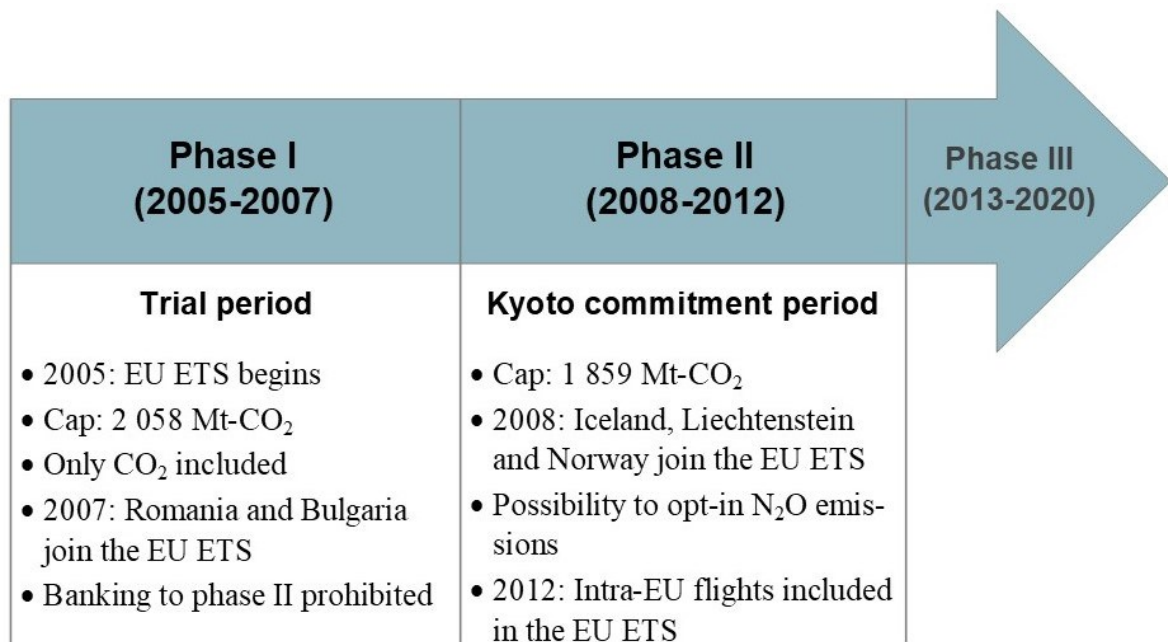 Phase I
(2005-2007)
Phase II
(2008-2012)
Phase III
(2013-2020)
Trial period
• 2005: EU ETS begins
• Cap: 2 058 Mt-CO₂
• Only CO₂ included
• 2007: Romania and Bulgaria
join the EU ETS
• Banking to phase II prohibited
Kyoto commitment period
• Cap: 1 859 Mt-CO₂
• 2008: Iceland, Liechtenstein
and Norway join the EU ETS
• Possibility to opt-in N₂O emis-
sions
• 2012: Intra-EU flights included
in the EU ETS